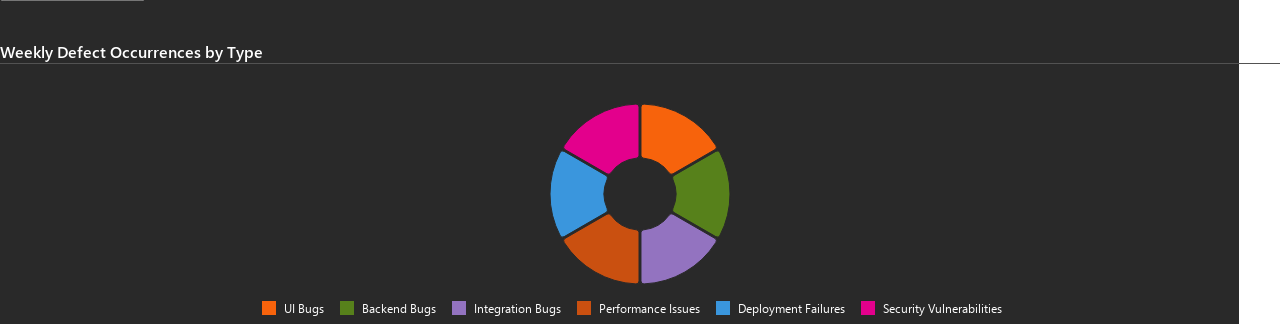 Weekly Defect Occurrences by Type
UI Bugs Backend Bugs Integration Bugs Performance Issues Deployment Failures Security Vulnerabilities